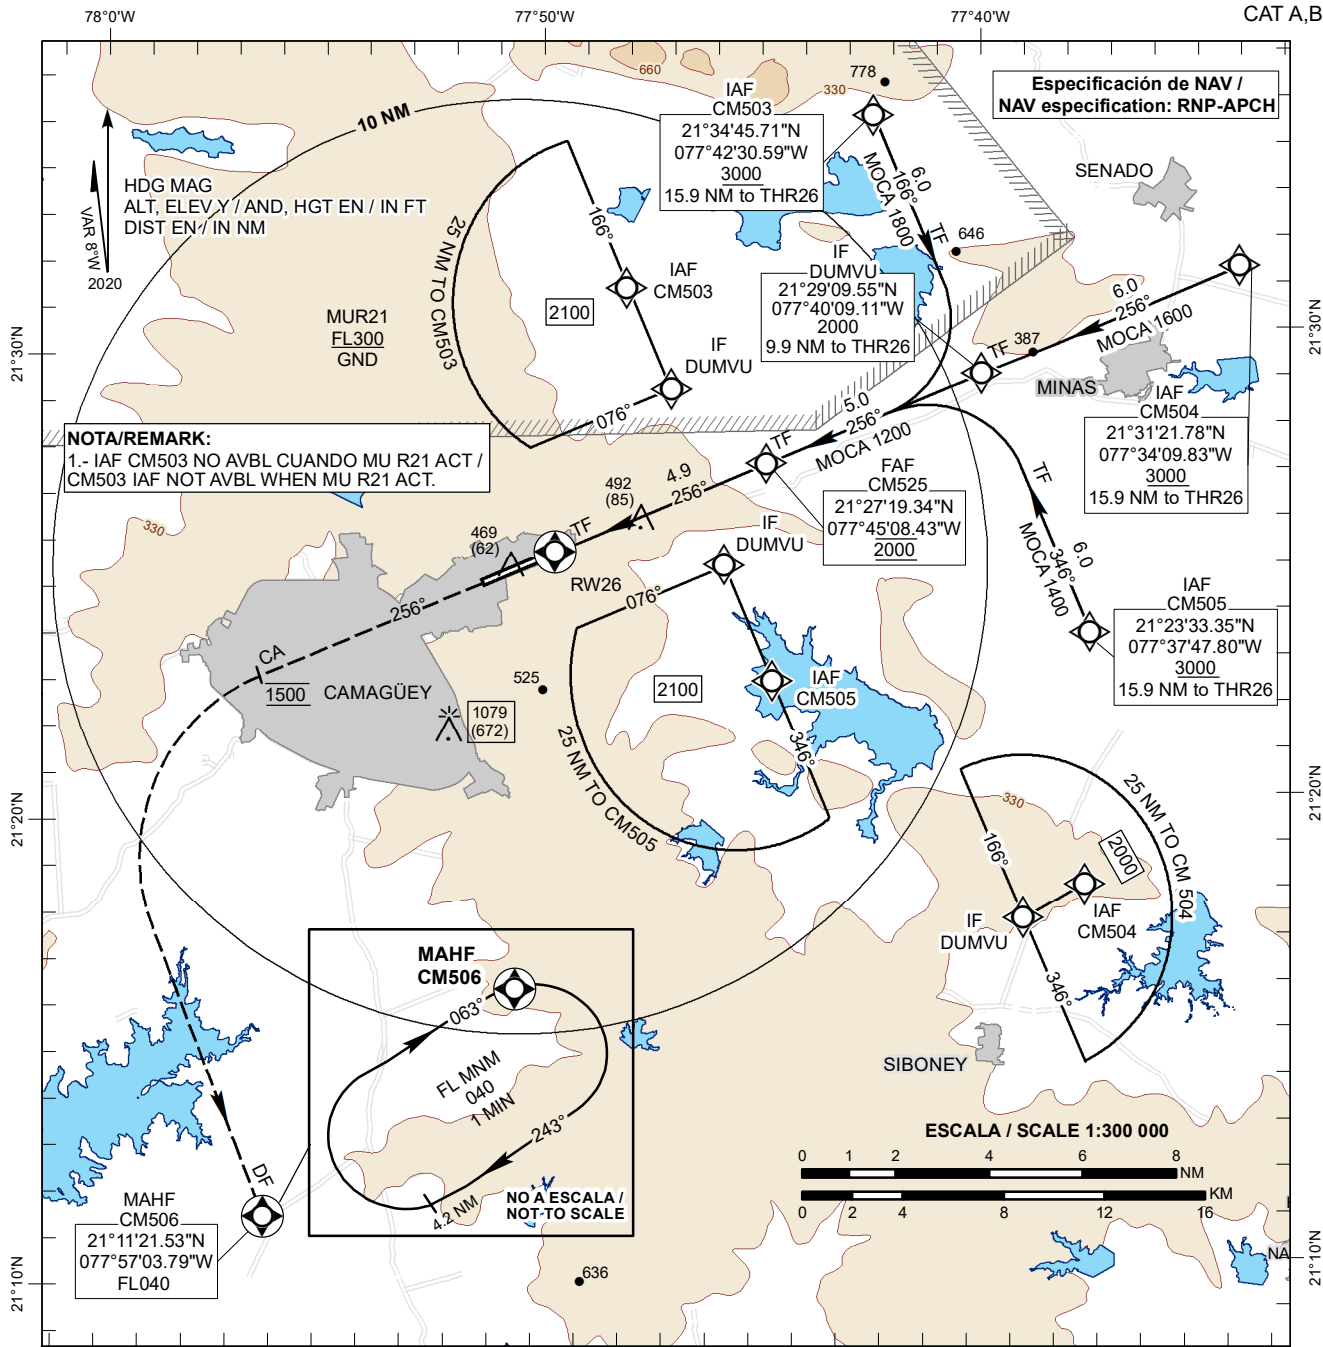 78°0'W
77°50'W
77°40'W
CAT A,B
21°30'N
21°20'N
21°10'N
21°30'N
21°20'N
21°10'N
Especificación de NAV /
NAV especification: RNP-APCH
10 NM
660
330
778
IAF
CM503
21°34'45.71"N
077°42'30.59"W
3000
15.9 NM to THR26
6.0
166°
MOCA 1800
TF
646
SENADO
VAR 8°W
2020
HDG MAG
ALT, ELEV Y / AND, HGT EN / IN FT
DIST EN / IN NM
25 NM TO CM503
166°
IAF
CM503
2100
IF
DUMVU
076°
MUR21
FL300
GND
IF
DUMVU
21°29'09.55"N
077°40'09.11"W
2000
9.9 NM to THR26
6.0
256°
MOCA 1600
TF
387
MINAS
IAF
CM504
21°31'21.78"N
077°34'09.83"W
3000
15.9 NM to THR26
5.0
256°
MOCA 1200
TF
NOTA/REMARK:
1.- IAF CM503 NO AVBL CUANDO MU R21 ACT /
CM503 IAF NOT AVBL WHEN MU R21 ACT.
FAF
CM525
21°27'19.34"N
077°45'08.43"W
2000
330
492
(85)
4.9
256°
TF
469
(62)
RW26
TF
6.0
346°
MOCA 1400
IAF
CM505
21°23'33.35"N
077°37'47.80"W
3000
15.9 NM to THR26
IF
DUMVU
076°
2100
IAF
CM505
346°
25 NM TO CM505
256°
CA
1500
CAMAGÜEY
525
1079
(672)
330
25 NM TO CM 504
166°
2000
IAF
CM504
IF
DUMVU
346°
SIBONEY
MAHF
CM506
063°
FL MNM
040
1 MIN
243°
4.2 NM
NO A ESCALA /
NOT TO SCALE
DF
MAHF
CM506
21°11'21.53"N
077°57'03.79"W
FL040
636
ESCALA / SCALE 1:300 000
0 1 2 4 6 8
NM
KM
0 2 4 8 12 16
NA